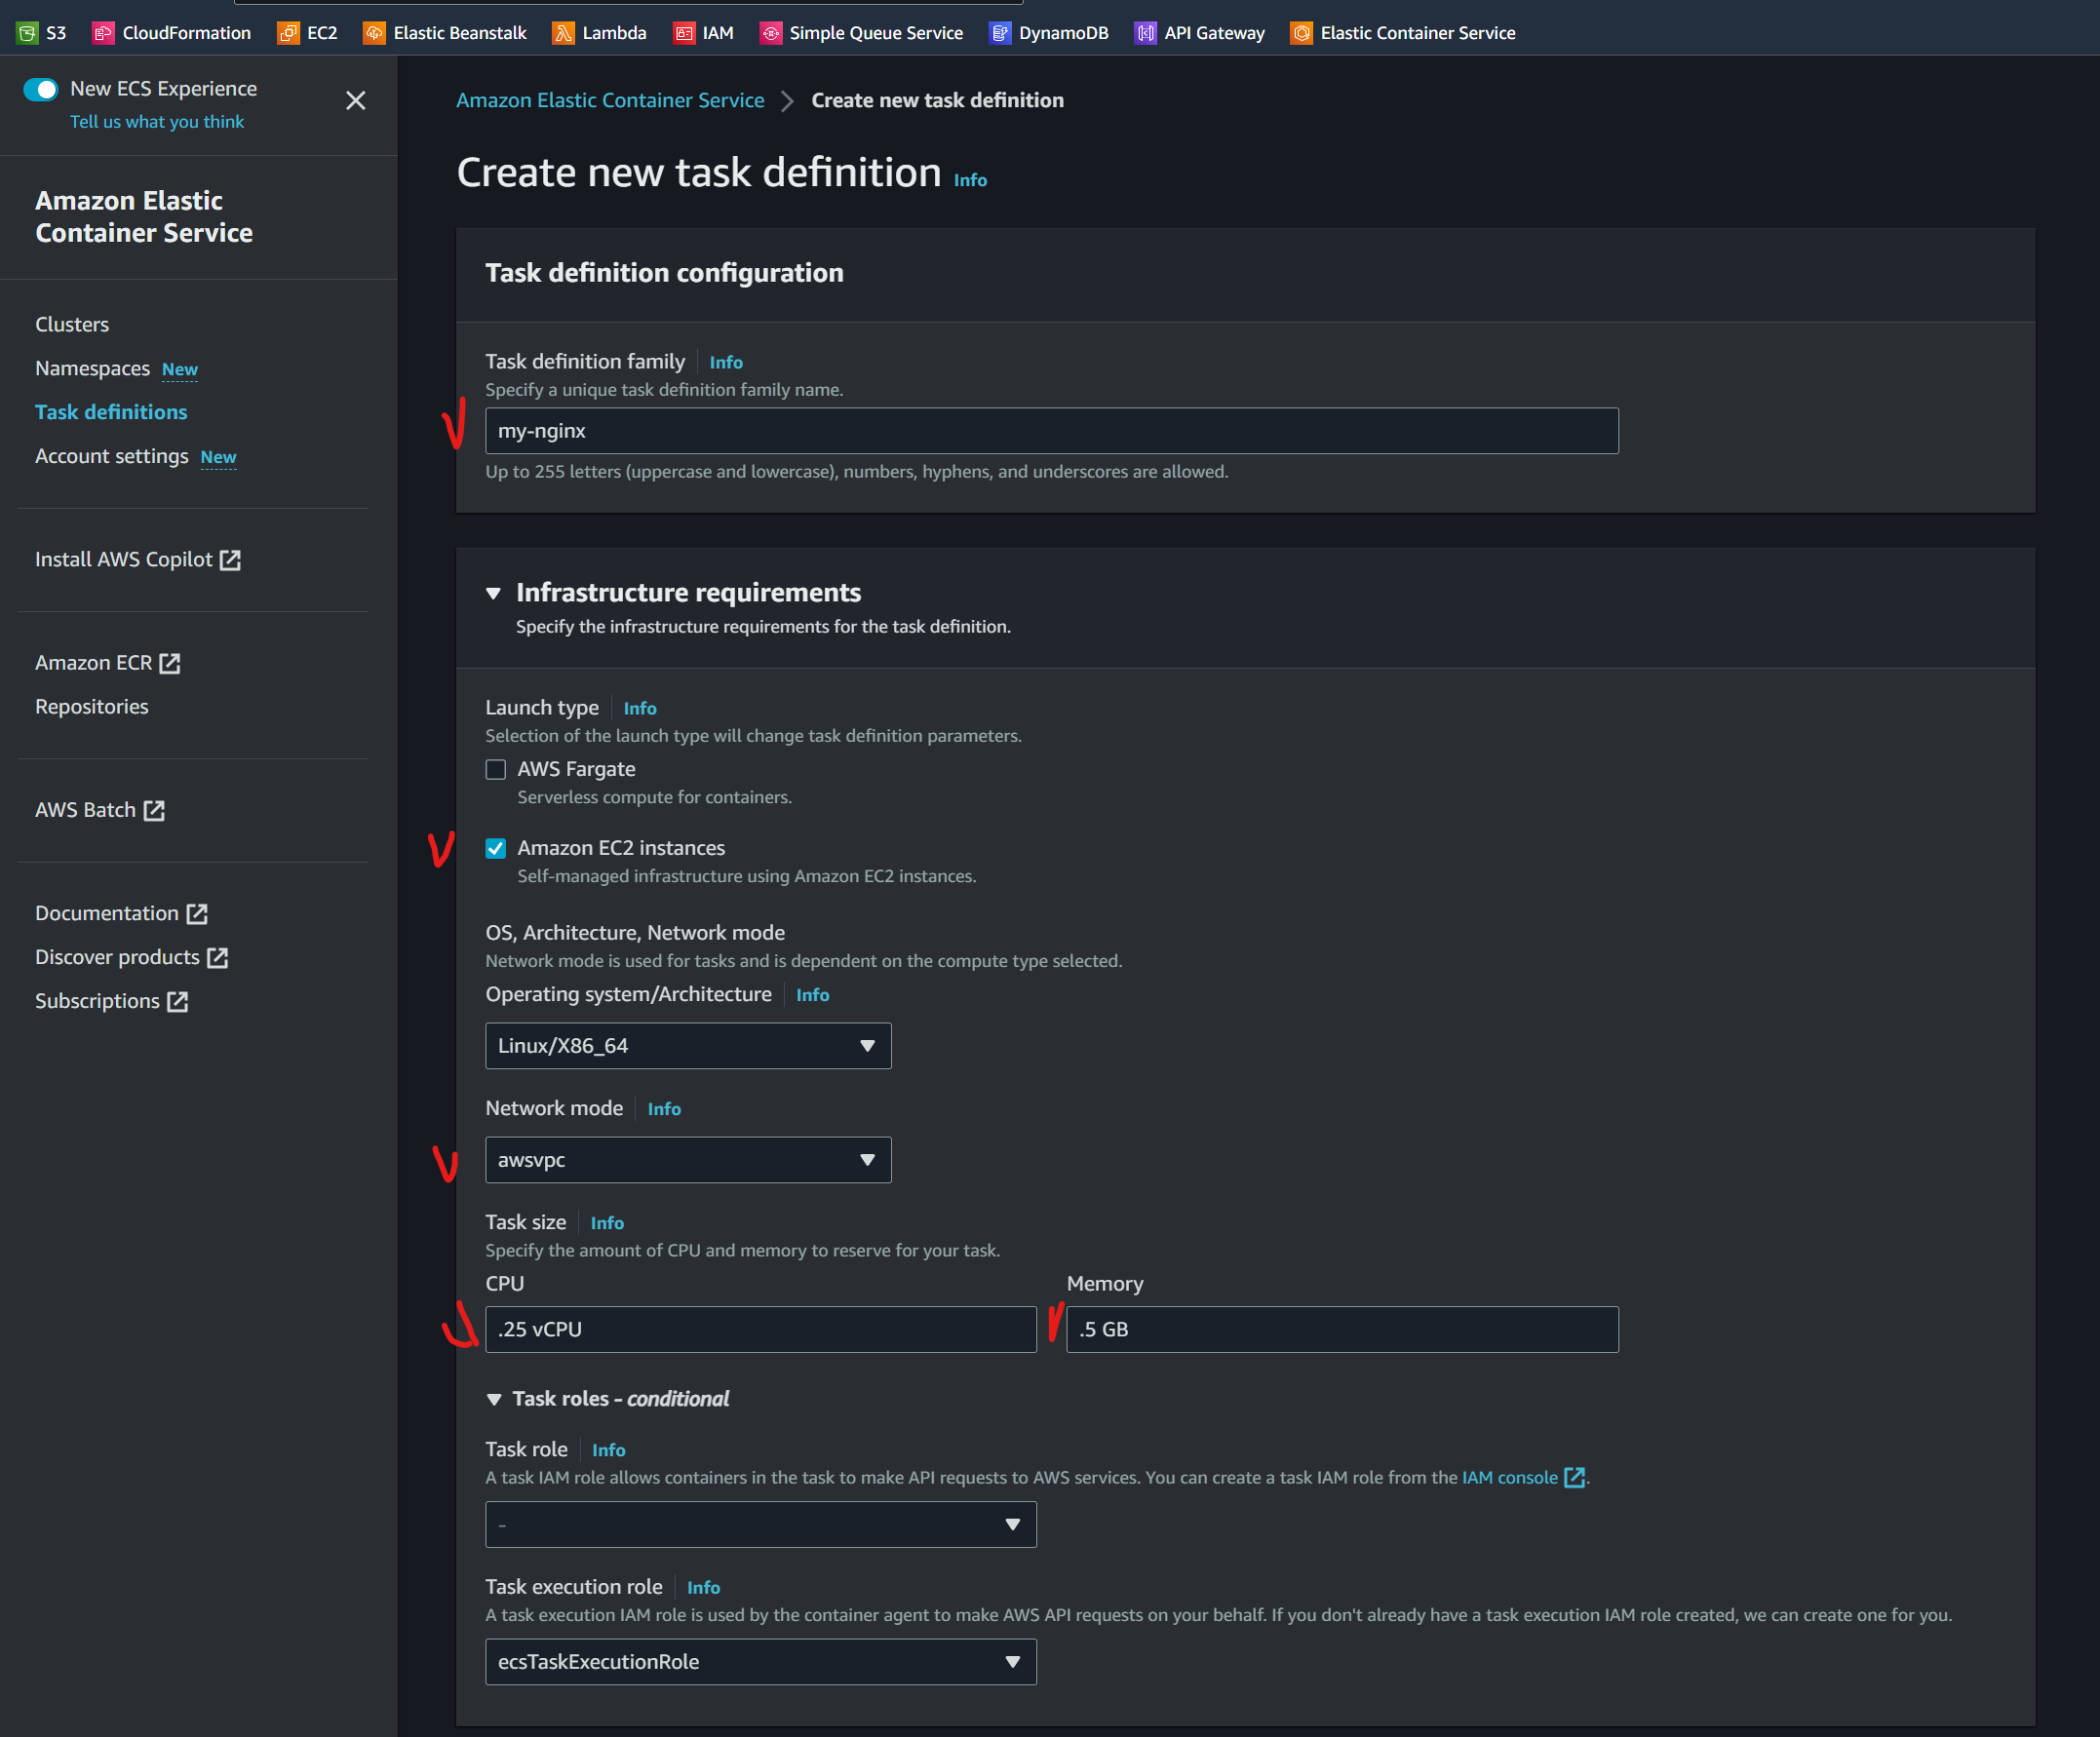 S3 CloudFormation EC2 Elastic Beanstalk Lambda IAM Simple Queue Service DynamoDB API Gateway Elastic Container Service
New ECS Experience
Tell us what you think
Amazon Elastic
Container Service
Clusters
Namespaces New
Task definitions
Account settings New
Install AWS Copilot
Amazon ECR
Repositories
AWS Batch
Documentation
Discover products
Subscriptions
Amazon Elastic Container Service Create new task definition
Create new task definition Info
Task definition configuration
Task definition family Info
Specify a unique task definition family name.
my-nginx
Up to 255 letters (uppercase and lowercase), numbers, hyphens, and underscores are allowed.
Infrastructure requirements
Specify the infrastructure requirements for the task definition.
Launch type Info
Selection of the launch type will change task definition parameters.
AWS Fargate
Serverless compute for containers.
Amazon EC2 instances
Self-managed infrastructure using Amazon EC2 instances.
OS, Architecture, Network mode
Network mode is used for tasks and is dependent on the compute type selected.
Operating system/Architecture Info
Linux/X86_64
Network mode Info
awsvpc
Task size Info
Specify the amount of CPU and memory to reserve for your task.
CPU Memory
.25 vCPU .5 GB
Task roles - conditional
Task role Info
A task IAM role allows containers in the task to make API requests to AWS services. You can create a task IAM role from the IAM console.
-
Task execution role Info
A task execution IAM role is used by the container agent to make AWS API requests on your behalf. If you don't already have a task execution IAM role created, we can create one for you.
ecsTaskExecutionRole